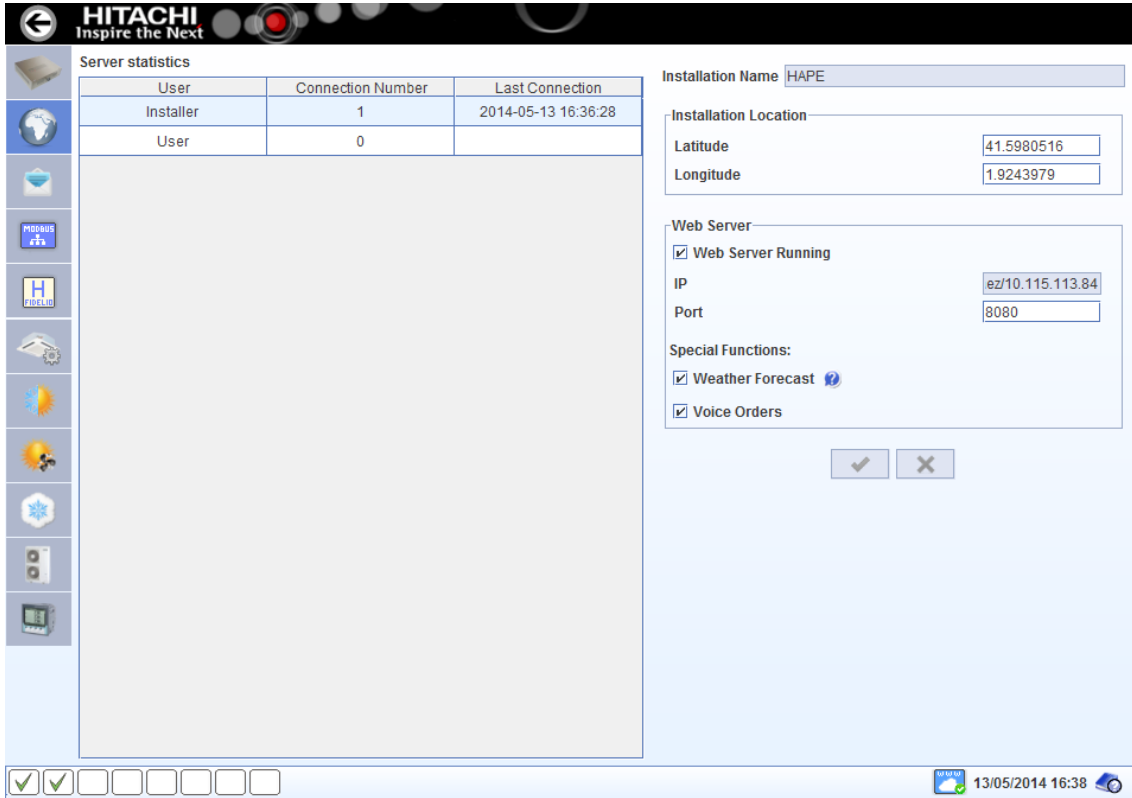 HITACHI
Inspire the Next
Server statistics
User Connection Number Last Connection
Installer 1 2014-05-13 16:36:28
User 0
Installation Name HAPE
Installation Location
Latitude 41.5980516
Longitude 1.9243979
Web Server
Web Server Running
IP .ez/10.115.113.84
Port 8080
Special Functions:
Weather Forecast ?
Voice Orders
MODBUS
H
FIDELIO
www
13/05/2014 16:38